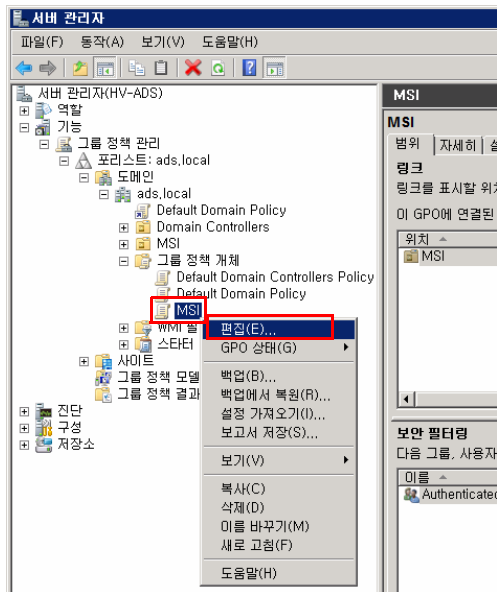 서버 관리자
파일(F) 동작(A) 보기(V) 도움말(H)
서버 관리자(HV-ADS)
역할
기능
그룹 정책 관리
포리스트: ads.local
도메인
ads.local
Default Domain Policy
Domain Controllers
MSI
그룹 정책 개체
Default Domain Controllers Policy
Default Domain Policy
MSI
WMI 필
스타터
사이트
그룹 정책 모델
그룹 정책 결과
진단
구성
저장소
편집(E)...
GPO 상태(G)
백업(B)...
백업에서 복원(R)...
설정 가져오기(I)...
보고서 저장(S)...
보기(V)
복사(C)
삭제(D)
이름 바꾸기(M)
새로 고침(F)
도움말(H)
MSI
MSI
범위 자세히
링크
링크를 표시할 위치
이 GPO에 연결된
위치
MSI
보안 필터링
다음 그룹, 사용자
이름
Authenticated